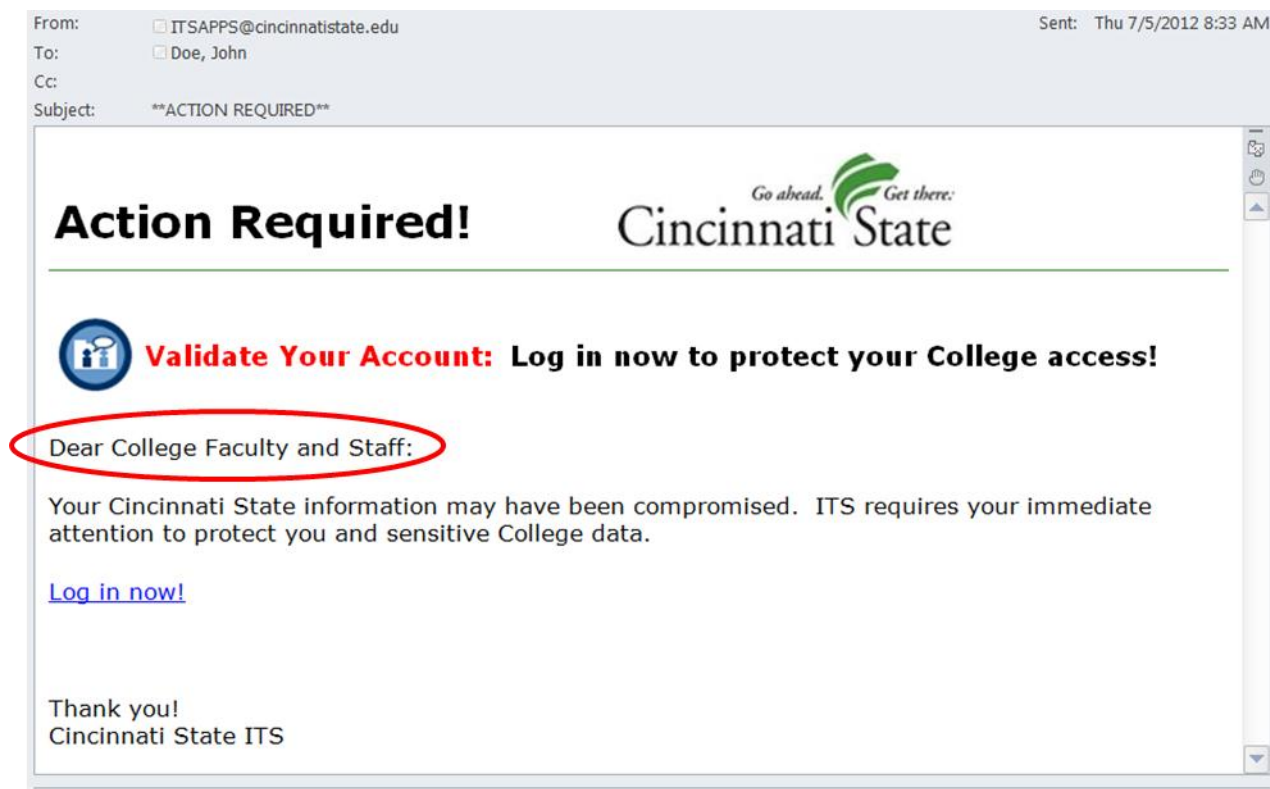 From: ITSAPPS@cincinnatistate.edu Sent: Thu 7/5/2012 8:33 AM
To: Doe, John
Cc:
Subject: **ACTION REQUIRED**
Action Required!
Go ahead. Get there:
Cincinnati State
Validate Your Account: Log in now to protect your College access!
Dear College Faculty and Staff:
Your Cincinnati State information may have been compromised. ITS requires your immediate
attention to protect you and sensitive College data.
Log in now!
Thank you!
Cincinnati State ITS